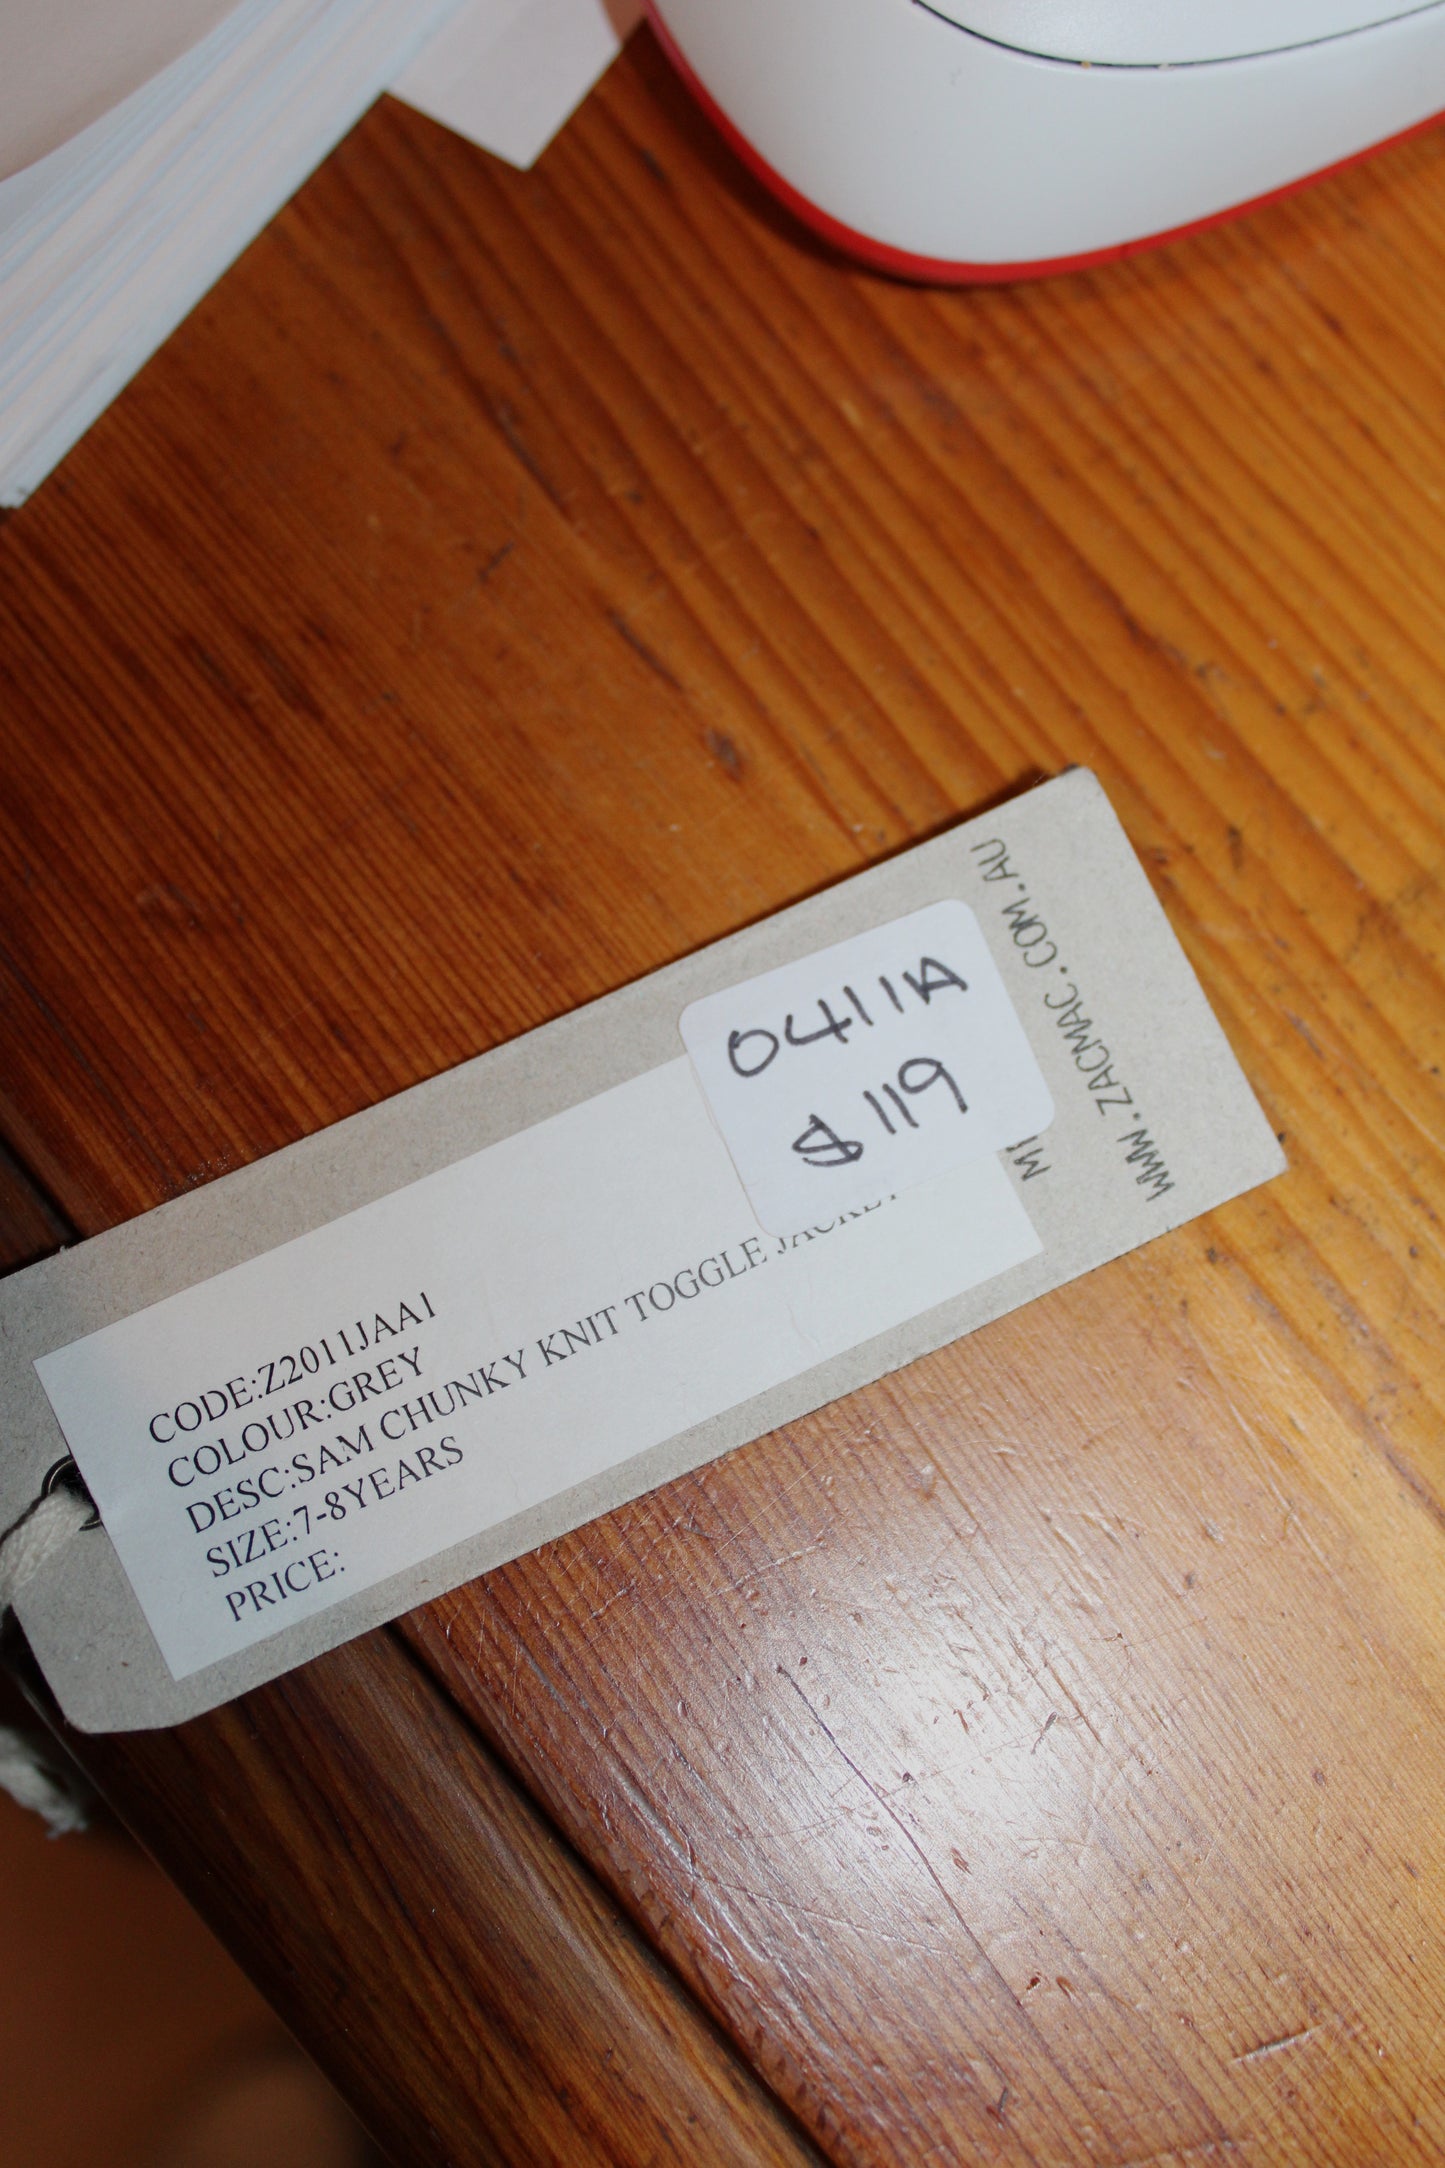 CODE:Z2011JAA1
COLOUR:GREY
DESC:SAM CHUNKY KNIT TOGGLE JACKET
SIZE:7-8YEARS
PRICE:
0411A
$119
WWW.ZACMAC.COM.AU